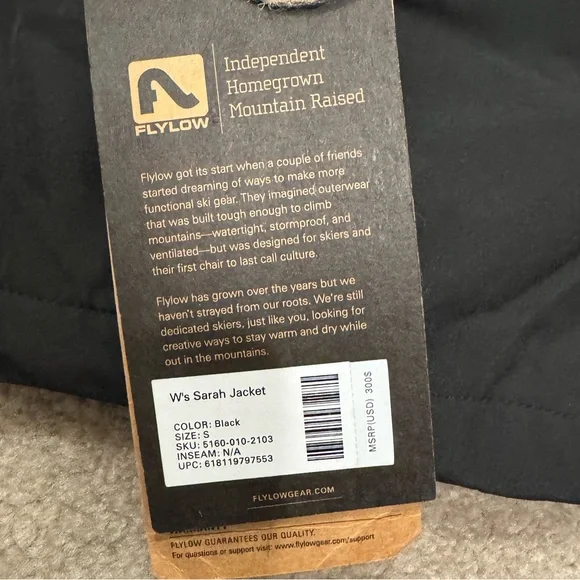 Independent
Homegrown
Mountain Raised
FLYLOW
Flylow got its start when a couple of friends
started dreaming of ways to make more
functional ski gear. They imagined outerwear
that was built tough enough to climb
mountains—watertight, stormproof, and
ventilated—but was designed for skiers and
their first chair to last call culture.
Flylow has grown over the years but we
haven't strayed from our roots. We're still
dedicated skiers, just like you, looking for
creative ways to stay warm and dry while
out in the mountains.
W's Sarah Jacket
COLOR: Black
SIZE: S
SKU: 5160-010-2103
INSEAM: N/A
UPC: 618119797553
MSRP(USD) 300$
FLYLOWGEAR.COM
FLYLOW GUARANTEES OUR QUALITY.
For questions or support visit: www.flylowgear.com/support